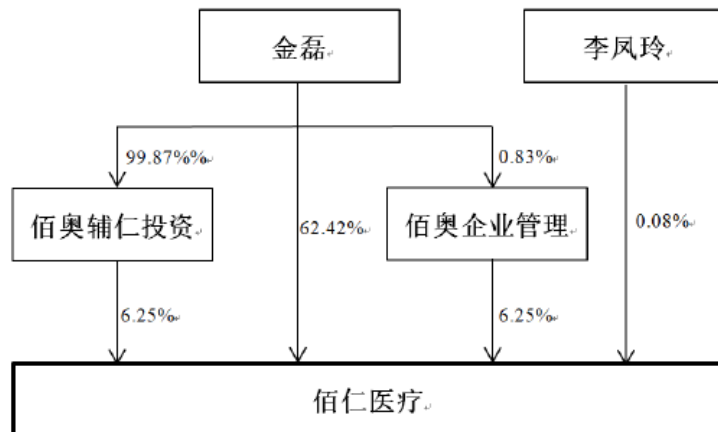 金磊
李凤玲
99.87%%
0.83%
佰奥辅仁投资
62.42%
佰奥企业管理
0.08%
6.25%
6.25%
佰仁医疗